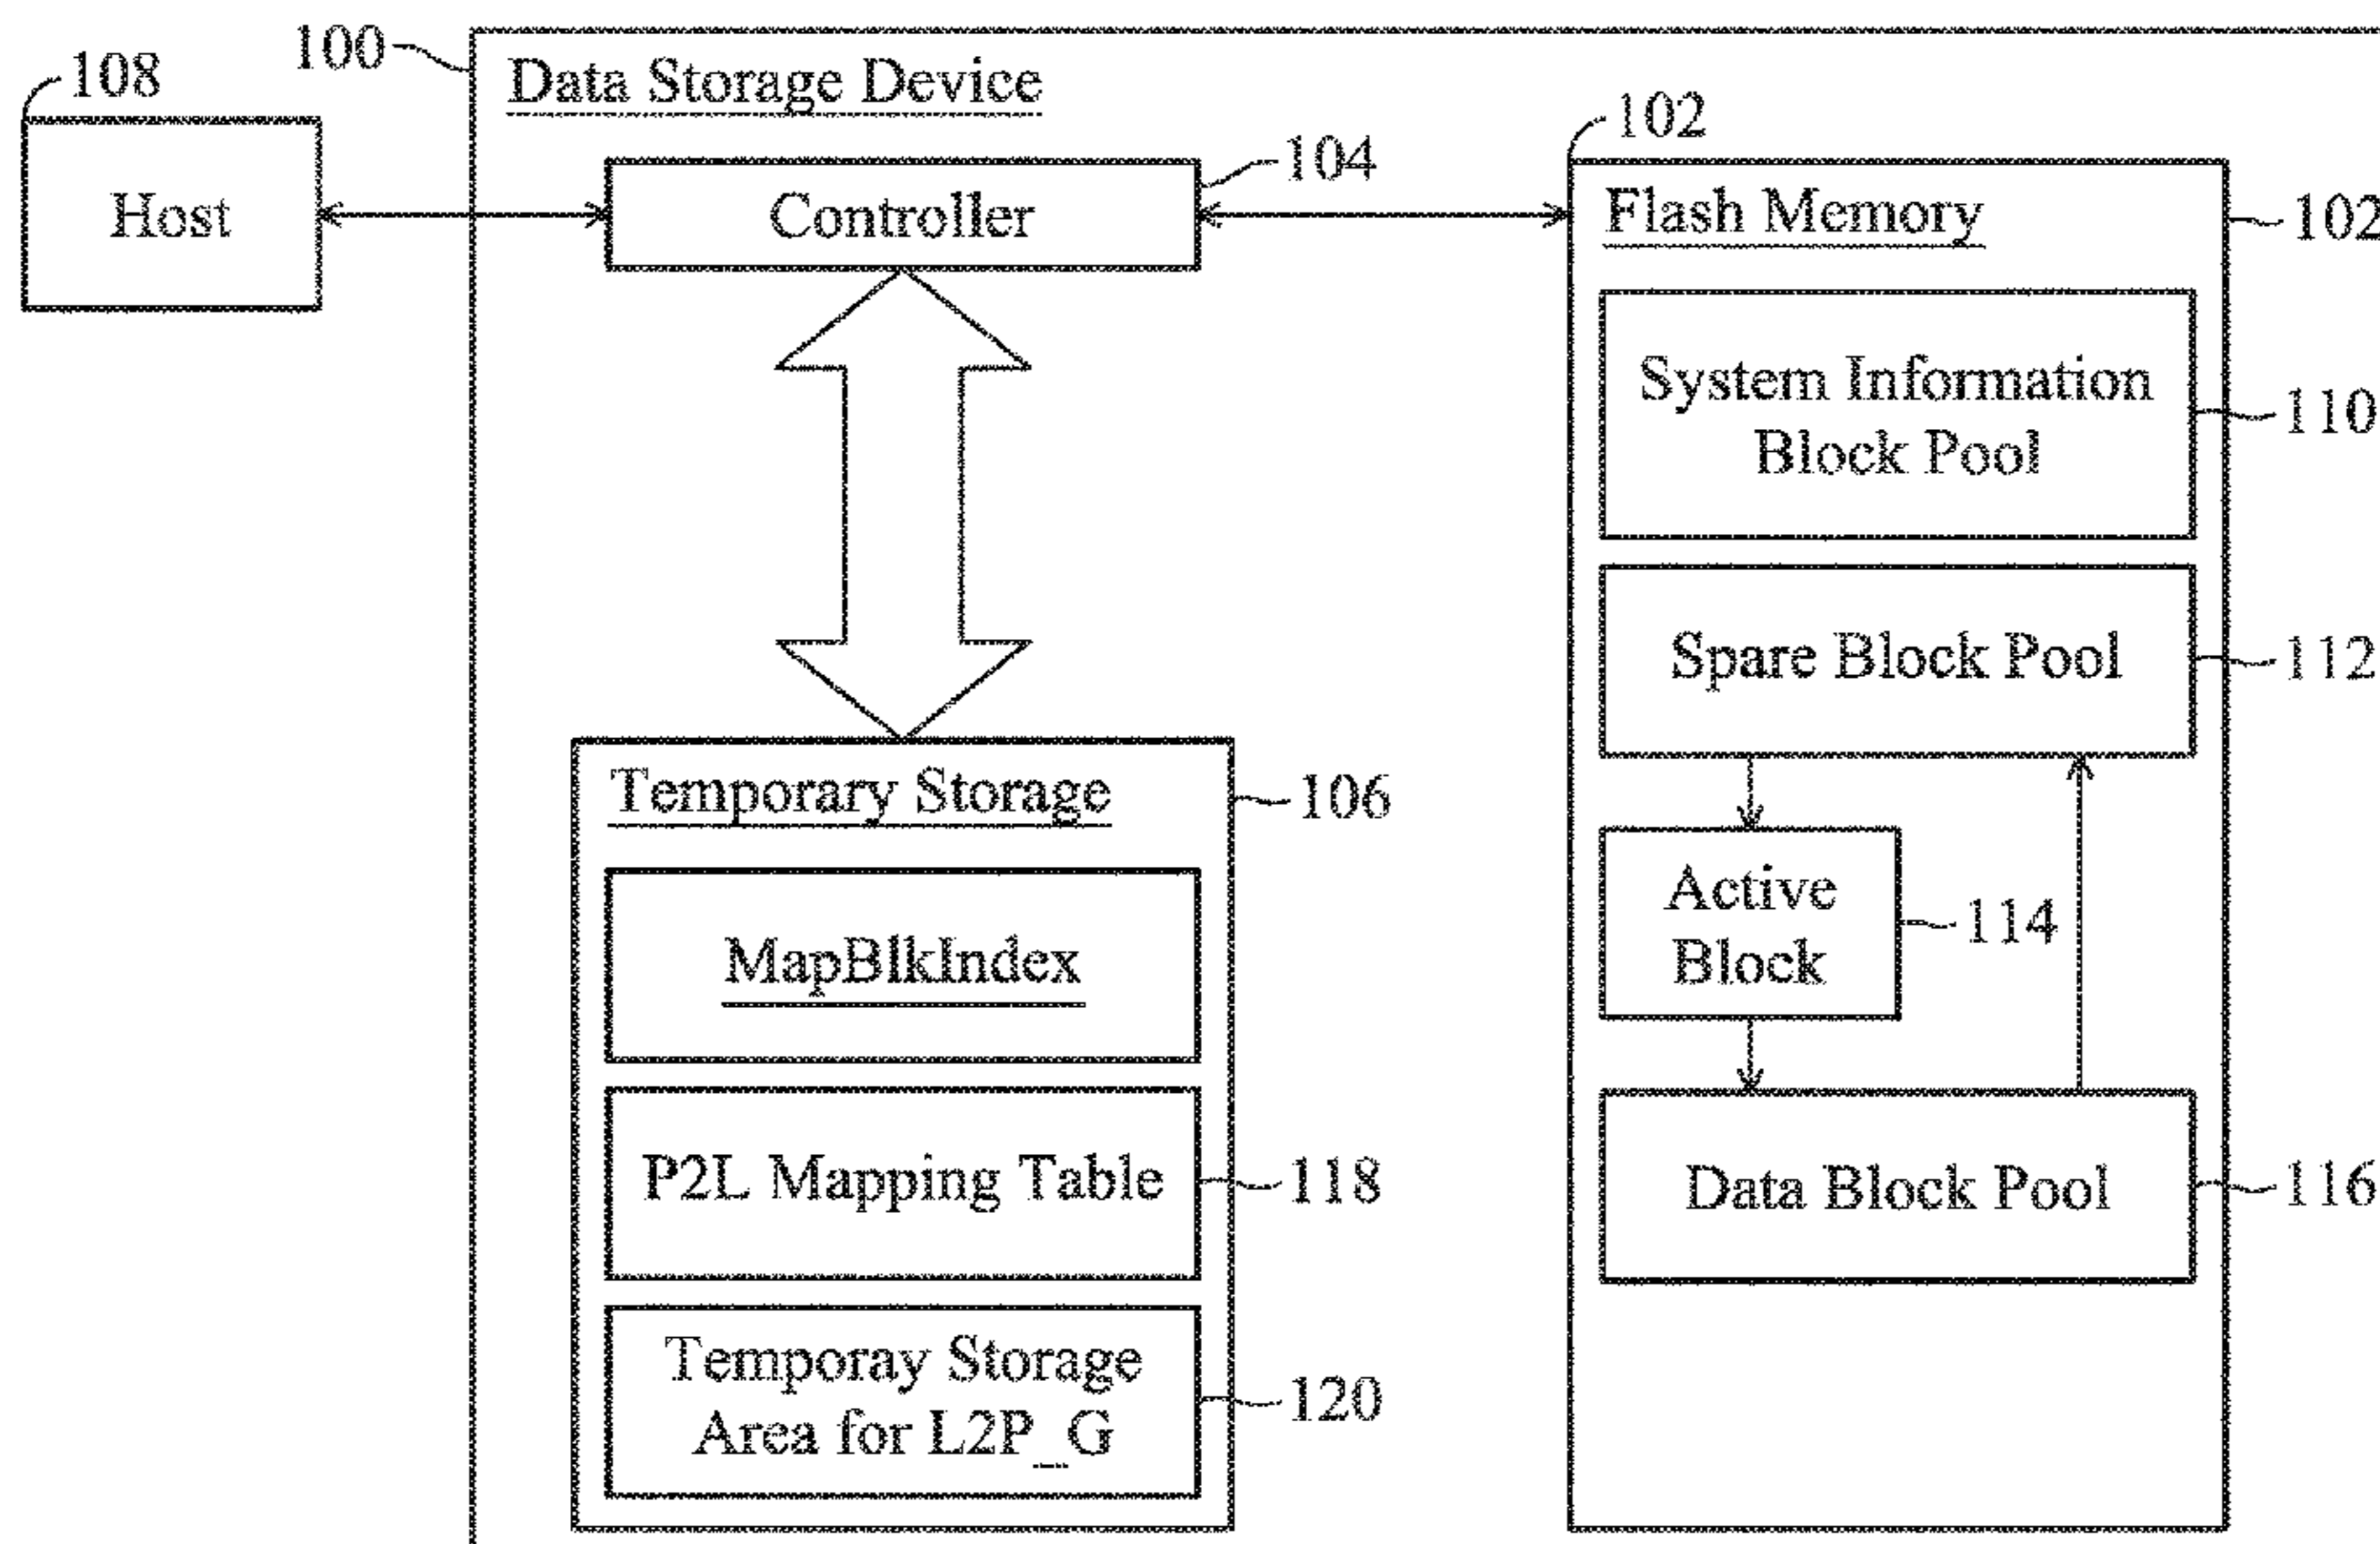 100
Data Storage Device
108
Host
104
Controller
102
Flash Memory
102
System Information
Block Pool
110
Spare Block Pool
112
Temporary Storage
106
Active
Block
114
MapBlkIndex
P2L Mapping Table
118
Data Block Pool
116
Temporay Storage
Area for L2P_G
120